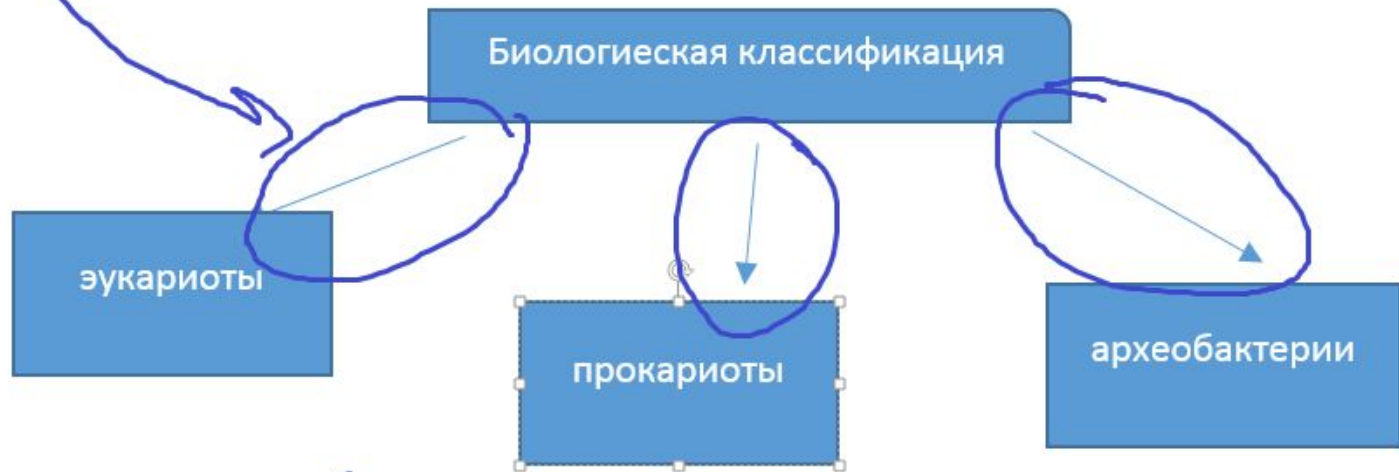 Биологиеская классификация
эукариоты
прокариоты
археобактерии